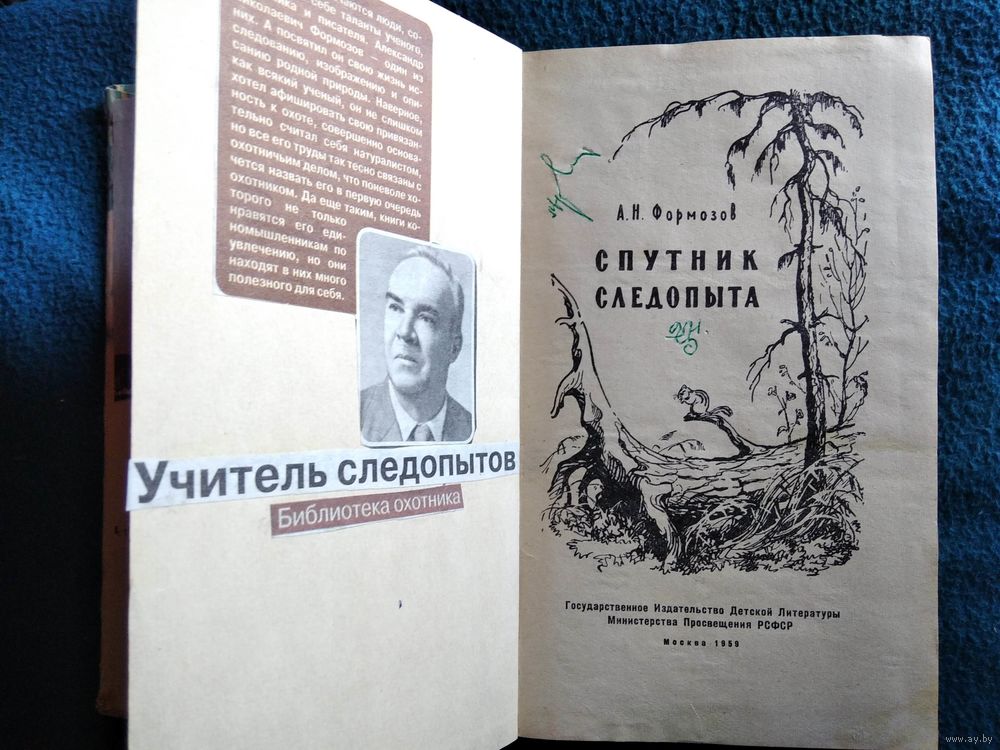 чаются люди, со-
себе таланты ученого,
и писателя. Александр
Николаевич Формозов – один из
них. А посвятил он свою жизнь ис-
следованию, изображению и опи-
санию родной природы. Наверное,
как всякий ученый, он не слишком
хотел афишировать свою привязан-
ность к охоте, совершенно основа-
тельно считал себя натуралистом,
но все его труды так тесно связаны с
охотничьим делом, что поневоле хо-
чется назвать его в первую очередь
охотником. Да еще таким, книги ко-
торого не только
нравятся его еди-
номышленникам по
увлечению, но они
находят в них много
полезного для себя.
Учитель следопытов
Библиотека охотника
А.Н. Формозов
СПУТНИК
СЛЕДОПЫТА
Государственное Издательство Детской Литературы
Министерства Просвещения РСФСР
Москва 1959
www.ay.by